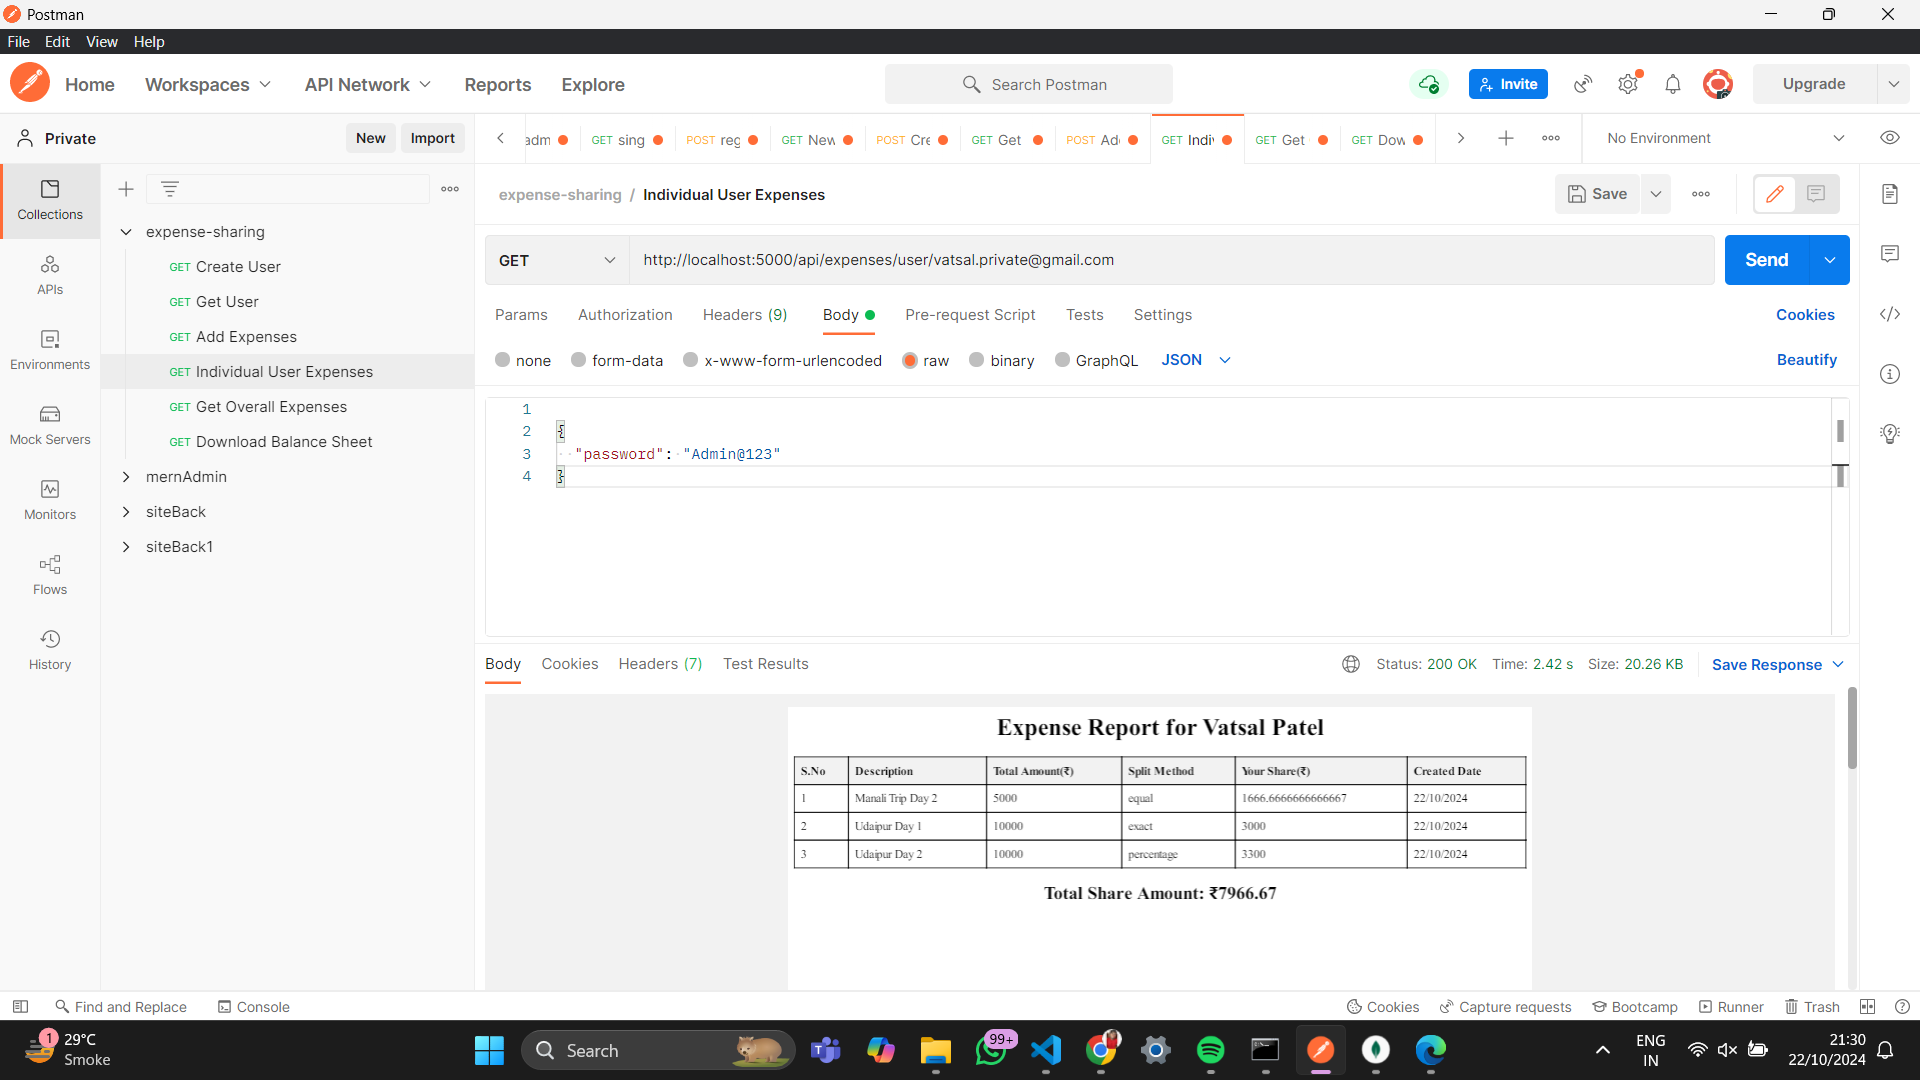 Postman
File Edit View Help
Home Workspaces API Network Reports Explore Search Postman Invite Upgrade
Private New Import adm GET sing POST reg GET New POST Cre GET Get POST Ad GET Indiv GET Get GET Dow No Environment
Collections
APIs
Environments
Mock Servers
Monitors
Flows
History
expense-sharing
GET Create User
GET Get User
GET Add Expenses
GET Individual User Expenses
GET Get Overall Expenses
GET Download Balance Sheet
mernAdmin
siteBack
siteBack1
expense-sharing / Individual User Expenses Save
GET http://localhost:5000/api/expenses/user/vatsal.private@gmail.com Send
Params Authorization Headers (9) Body Pre-request Script Tests Settings Cookies
none form-data x-www-form-urlencoded raw binary GraphQL JSON Beautify
1
2 {
3 "password": "Admin@123"
4 }
Body Cookies Headers (7) Test Results Status: 200 OK Time: 2.42 s Size: 20.26 KB Save Response
Expense Report for Vatsal Patel
S.No Description Total Amount(₹) Split Method Your Share(₹) Created Date
1 Manali Trip Day 2 5000 equal 1666.6666666666667 22/10/2024
2 Udaipur Day 1 10000 exact 3000 22/10/2024
3 Udaipur Day 2 10000 percentage 3300 22/10/2024
Total Share Amount: ₹7966.67
Find and Replace Console Cookies Capture requests Bootcamp Runner Trash
1 29°C
Smoke
Search
99+
ENG
IN
21:30
22/10/2024